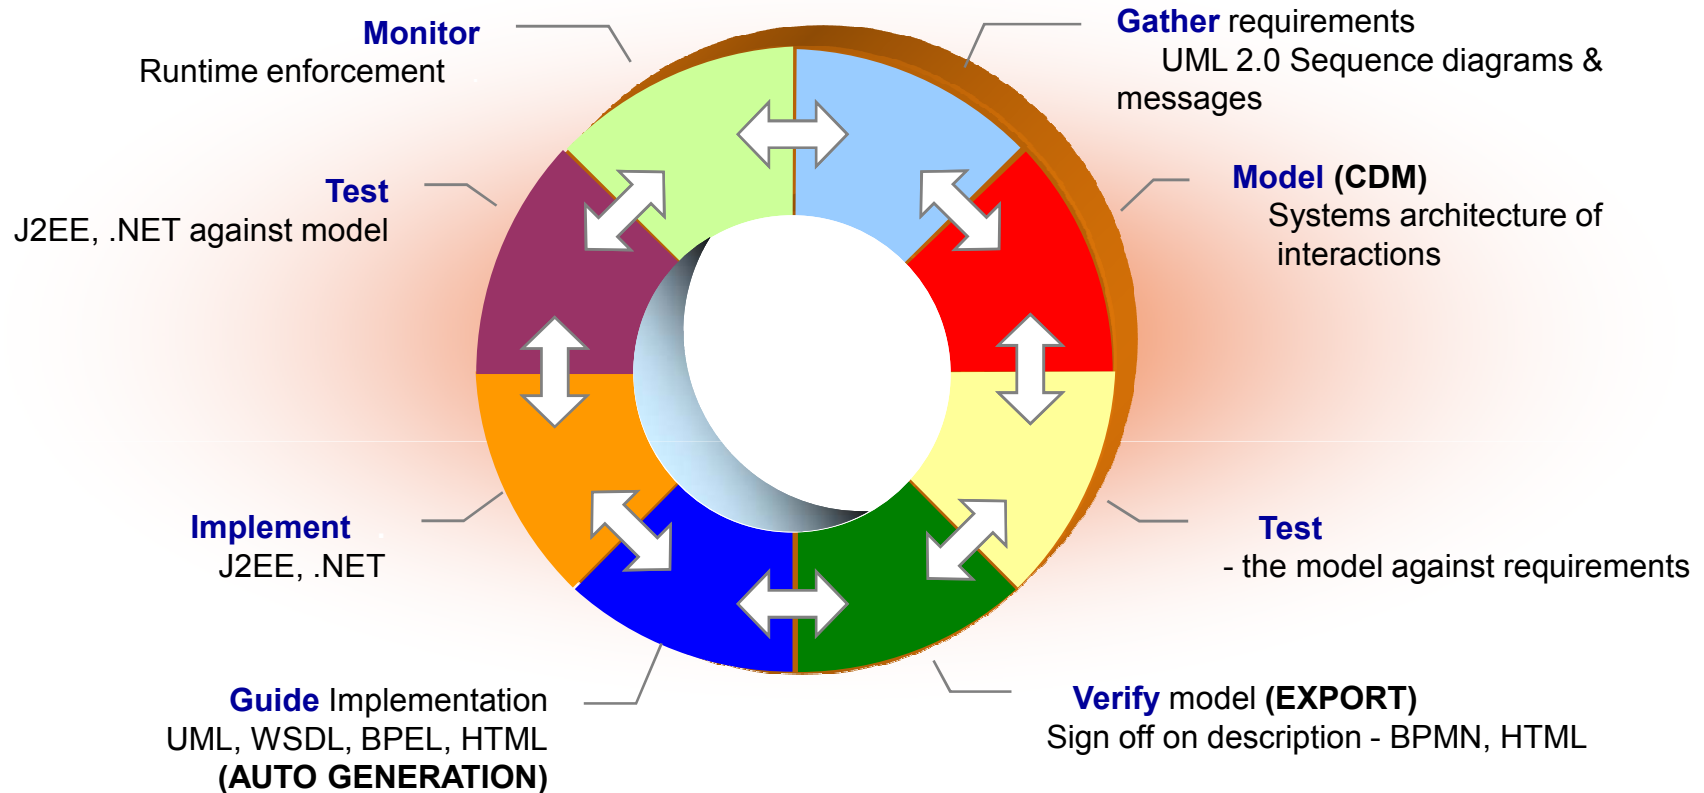 Monitor
Runtime enforcement
Gather requirements
UML 2.0 Sequence diagrams &
messages
Test
J2EE, .NET against model
Model (CDM)
Systems architecture of
interactions
Implement
J2EE, .NET
Test
- the model against requirements
Guide Implementation
UML, WSDL, BPEL, HTML
(AUTO GENERATION)
Verify model (EXPORT)
Sign off on description - BPMN, HTML